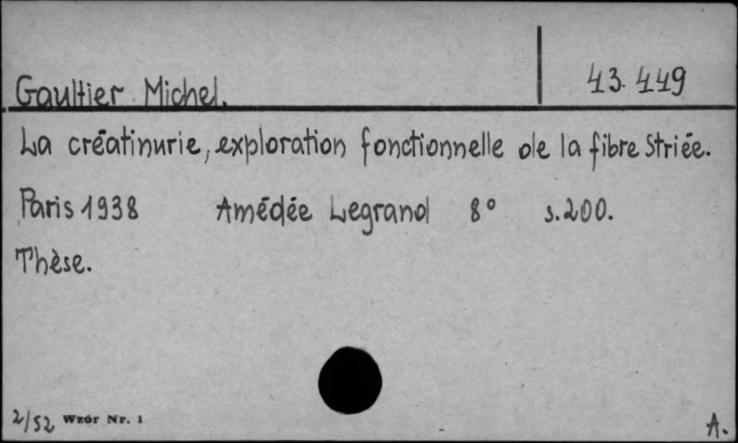 Gaultier Michel.
43.449
La créatinurie, exploration fonctionnelle de la fibre striée.
Paris 1938 Amédée Legrand 8° s.200.
Thèse.
2/52 Wzór Nr. 1
A.